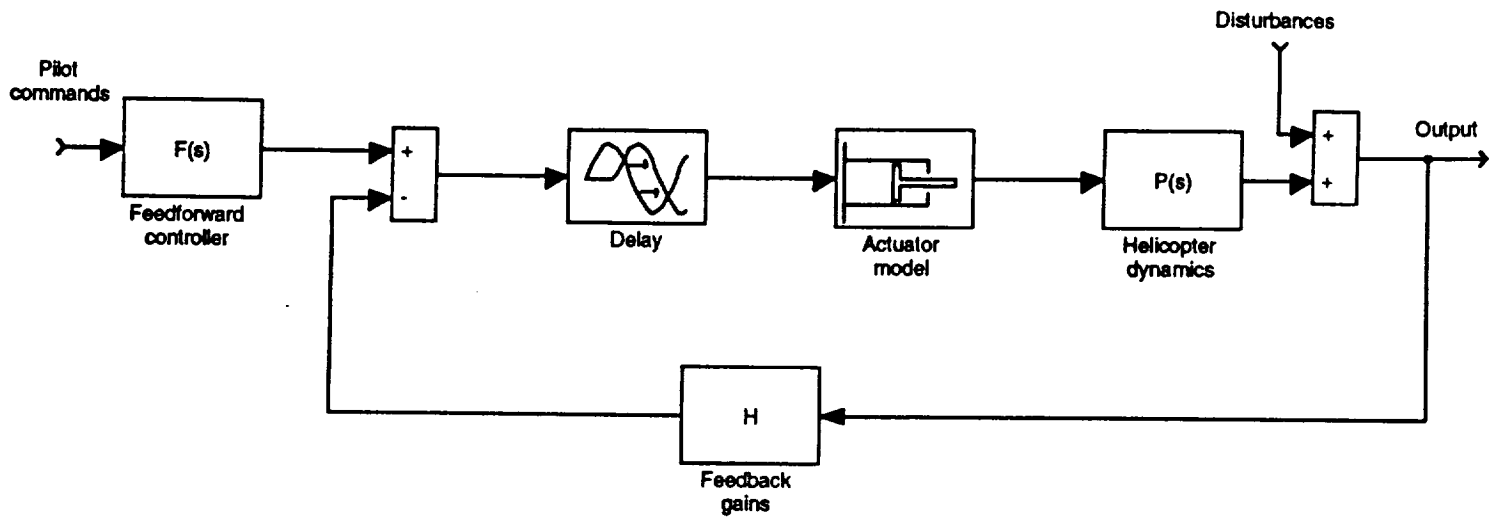 Disturbances
Pilot
commands
Output
F(s)
+
-
+
+
P(s)
Feedforward
controller
Delay
Actuator
model
Helicopter
dynamics
H
Feedback
gains